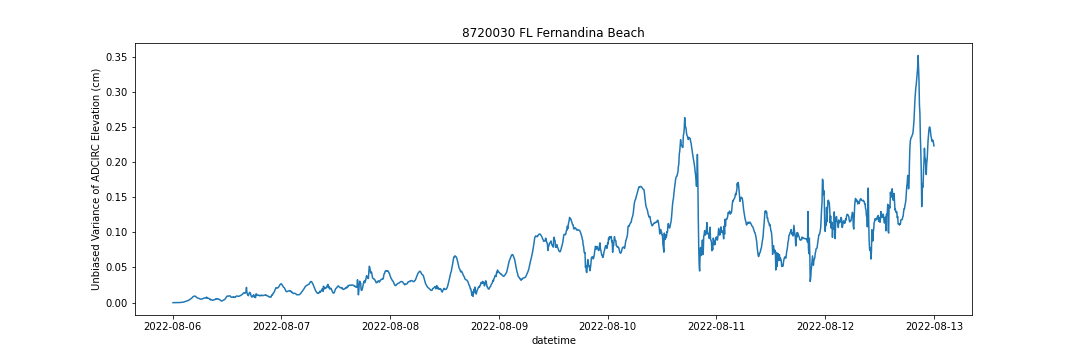 8720030 FL Fernandina Beach
Unbiased Variance of ADCIRC Elevation (cm)
0.35
0.30
0.25
0.20
0.15
0.10
0.05
0.00
2022-08-06 2022-08-07 2022-08-08 2022-08-09 2022-08-10 2022-08-11 2022-08-12 2022-08-13
datetime